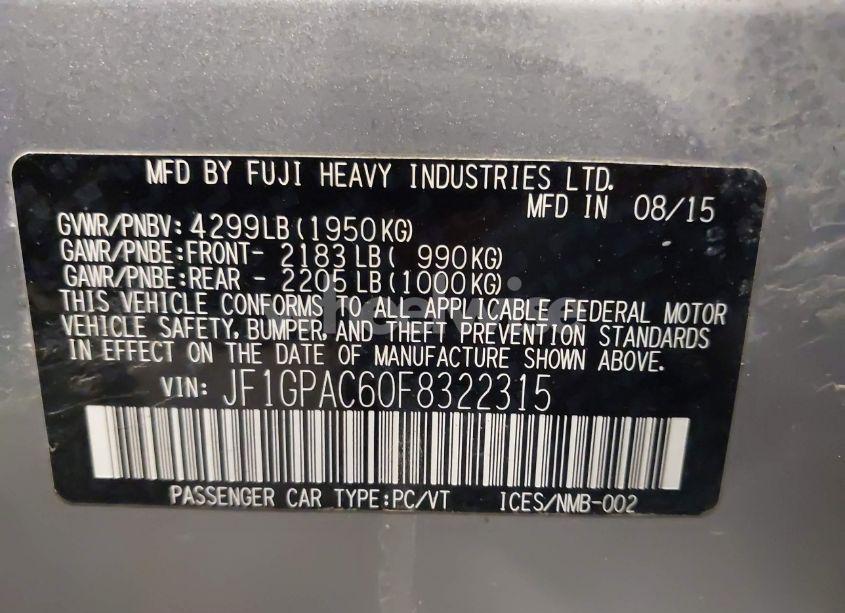 MFD BY FUJI HEAVY INDUSTRIES LTD.
MFD IN 08/15
GVWR/PNBV: 4299LB(1950KG)
GAWR/PNBE:FRONT- 2183LB( 990KG)
GAWR/PNBE:REAR - 2205LB(1000KG)
THIS VEHICLE CONFORMS TO ALL APPLICABLE FEDERAL MOTOR
VEHICLE SAFETY, BUMPER, AND THEFT PREVENTION STANDARDS
IN EFFECT ON THE DATE OF MANUFACTURE SHOWN ABOVE.
VIN: JF1GPAC60F8322315
PASSENGER CAR TYPE:PC/VT ICES/NMB-002